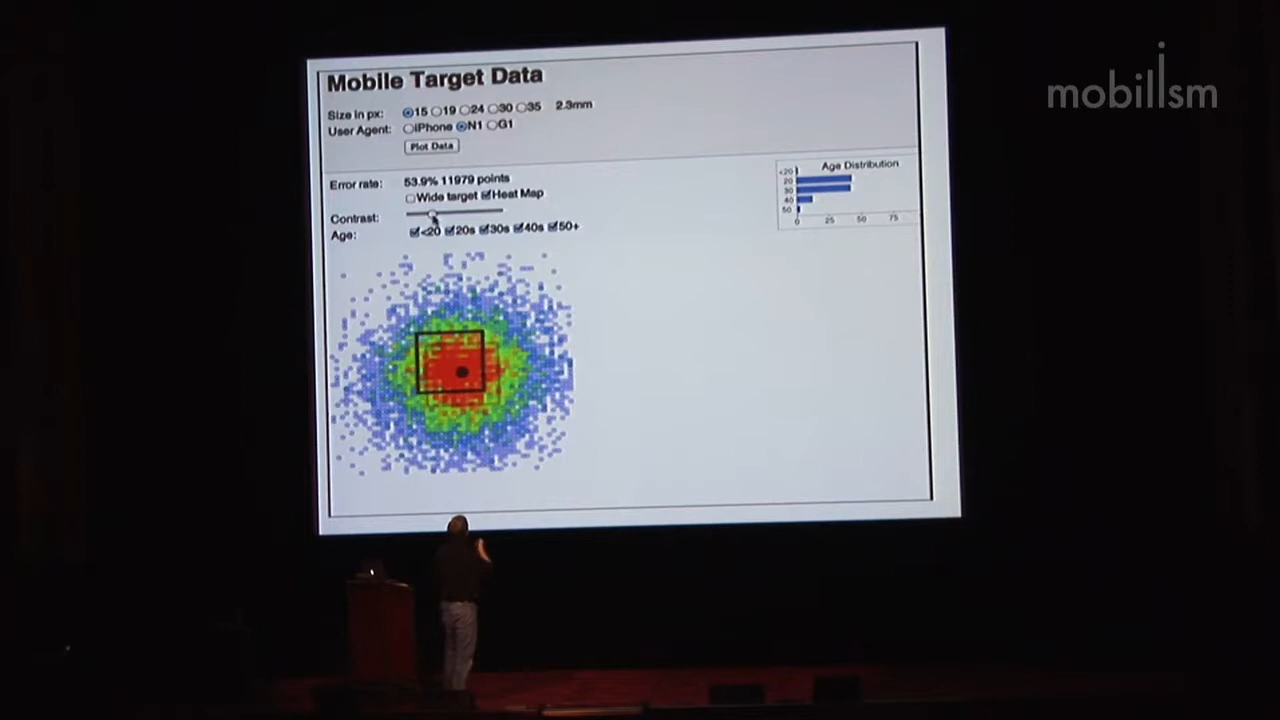 mobilism
Mobile Target Data
Size in px: 15 19 24 30 35 2.3mm
User Agent: iPhone N1 G1
Plot Data
Error rate: 53.9% 11979 points
Wide target Heat Map
Contrast:
Age: <20 20s 30s 40s 50+
Age Distribution
<20
20
30
40
50
0 25 50 75